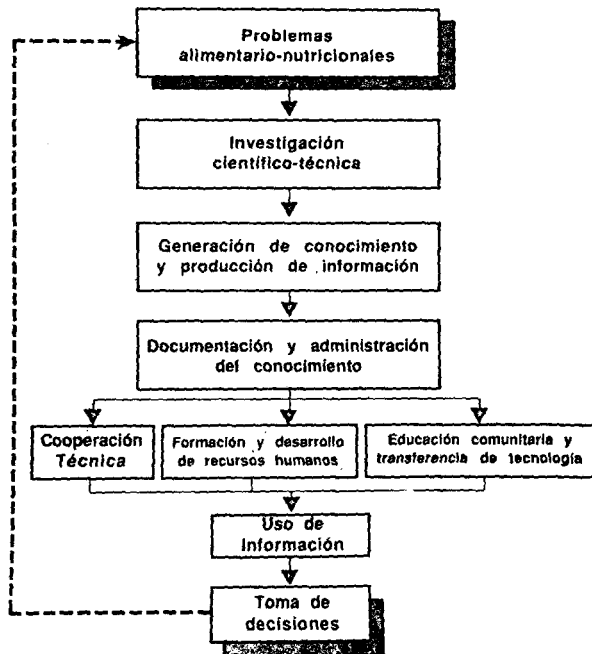 Problemas
alimentario-nutricionales
Investigación
científico-técnica
Generación de conocimiento
y producción de información
Documentación y administración
del conocimiento
Cooperación
Técnica
Formación y desarrollo
de recursos humanos
Educación comunitaria y
transferencia de tecnología
Uso de
Información
Toma de
decisiones